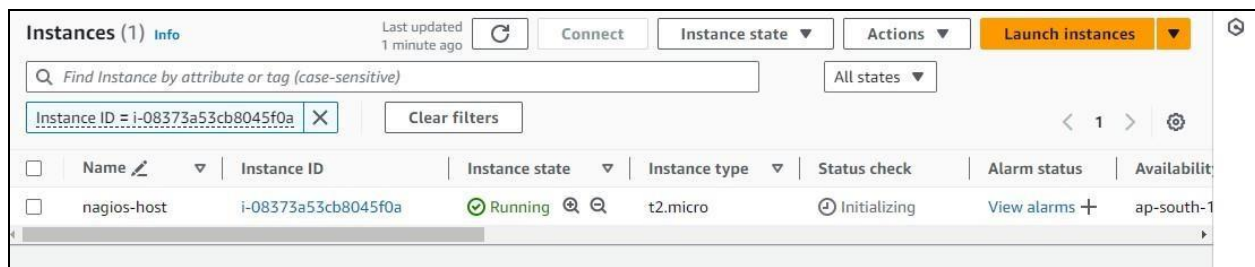 Instances (1) Info
Last updated
1 minute ago
Connect
Instance state
Actions
Launch instances
Find Instance by attribute or tag (case-sensitive)
All states
Instance ID = i-08373a53cb8045f0a
Clear filters
1
Name Instance ID Instance state Instance type Status check Alarm status Availabilit
nagios-host i-08373a53cb8045f0a Running t2.micro Initializing View alarms + ap-south-1